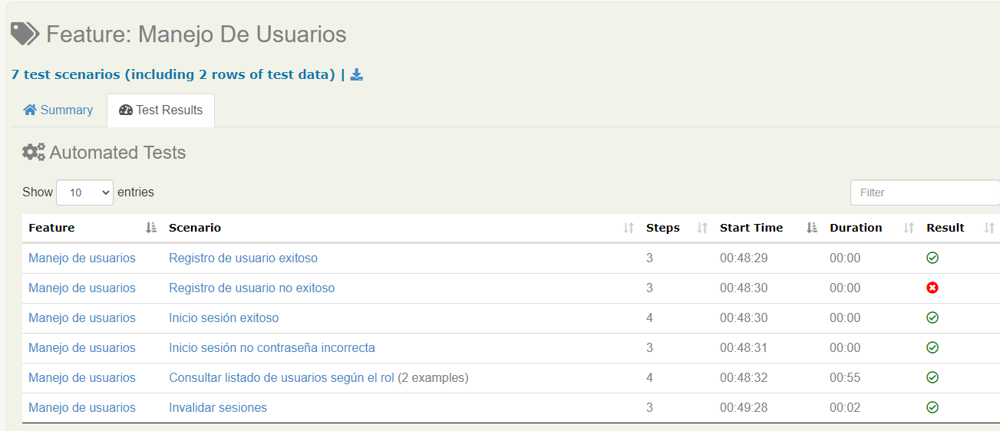 Feature: Manejo De Usuarios
7 test scenarios (including 2 rows of test data) |
Summary Test Results
Automated Tests
Show 10 entries Filter
Feature Scenario Steps Start Time Duration Result
Manejo de usuarios Registro de usuario exitoso 3 00:48:29 00:00
Manejo de usuarios Registro de usuario no exitoso 3 00:48:30 00:00
Manejo de usuarios Inicio sesión exitoso 4 00:48:30 00:00
Manejo de usuarios Inicio sesión no contraseña incorrecta 3 00:48:31 00:00
Manejo de usuarios Consultar listado de usuarios según el rol (2 examples) 4 00:48:32 00:55
Manejo de usuarios Invalidar sesiones 3 00:49:28 00:02